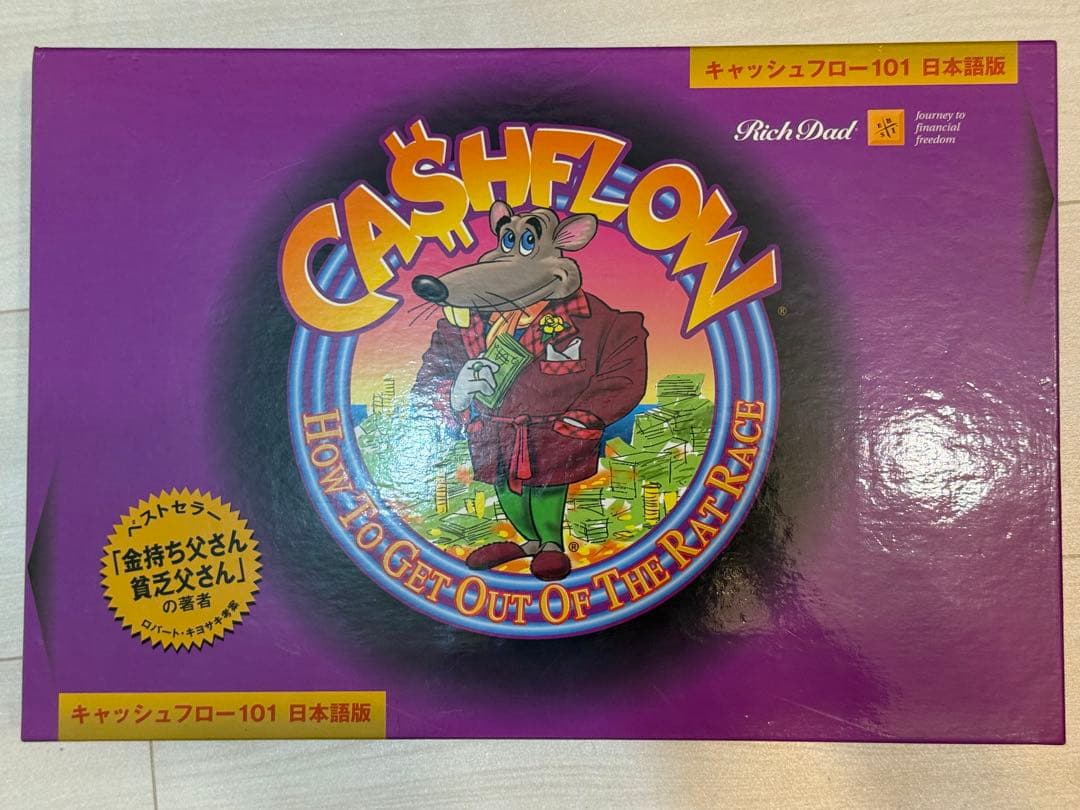 キャッシュフロー101 日本語版
Rich Dad®
E B
S I
Journey to
financial
freedom
CA$HFLOW
®
HOW TO GET OUT OF THE RAT RACE
®
ベストセラー
「金持ち父さん
貧乏父さん」
の著者
ロバート・キヨサキ考案
キャッシュフロー101 日本語版